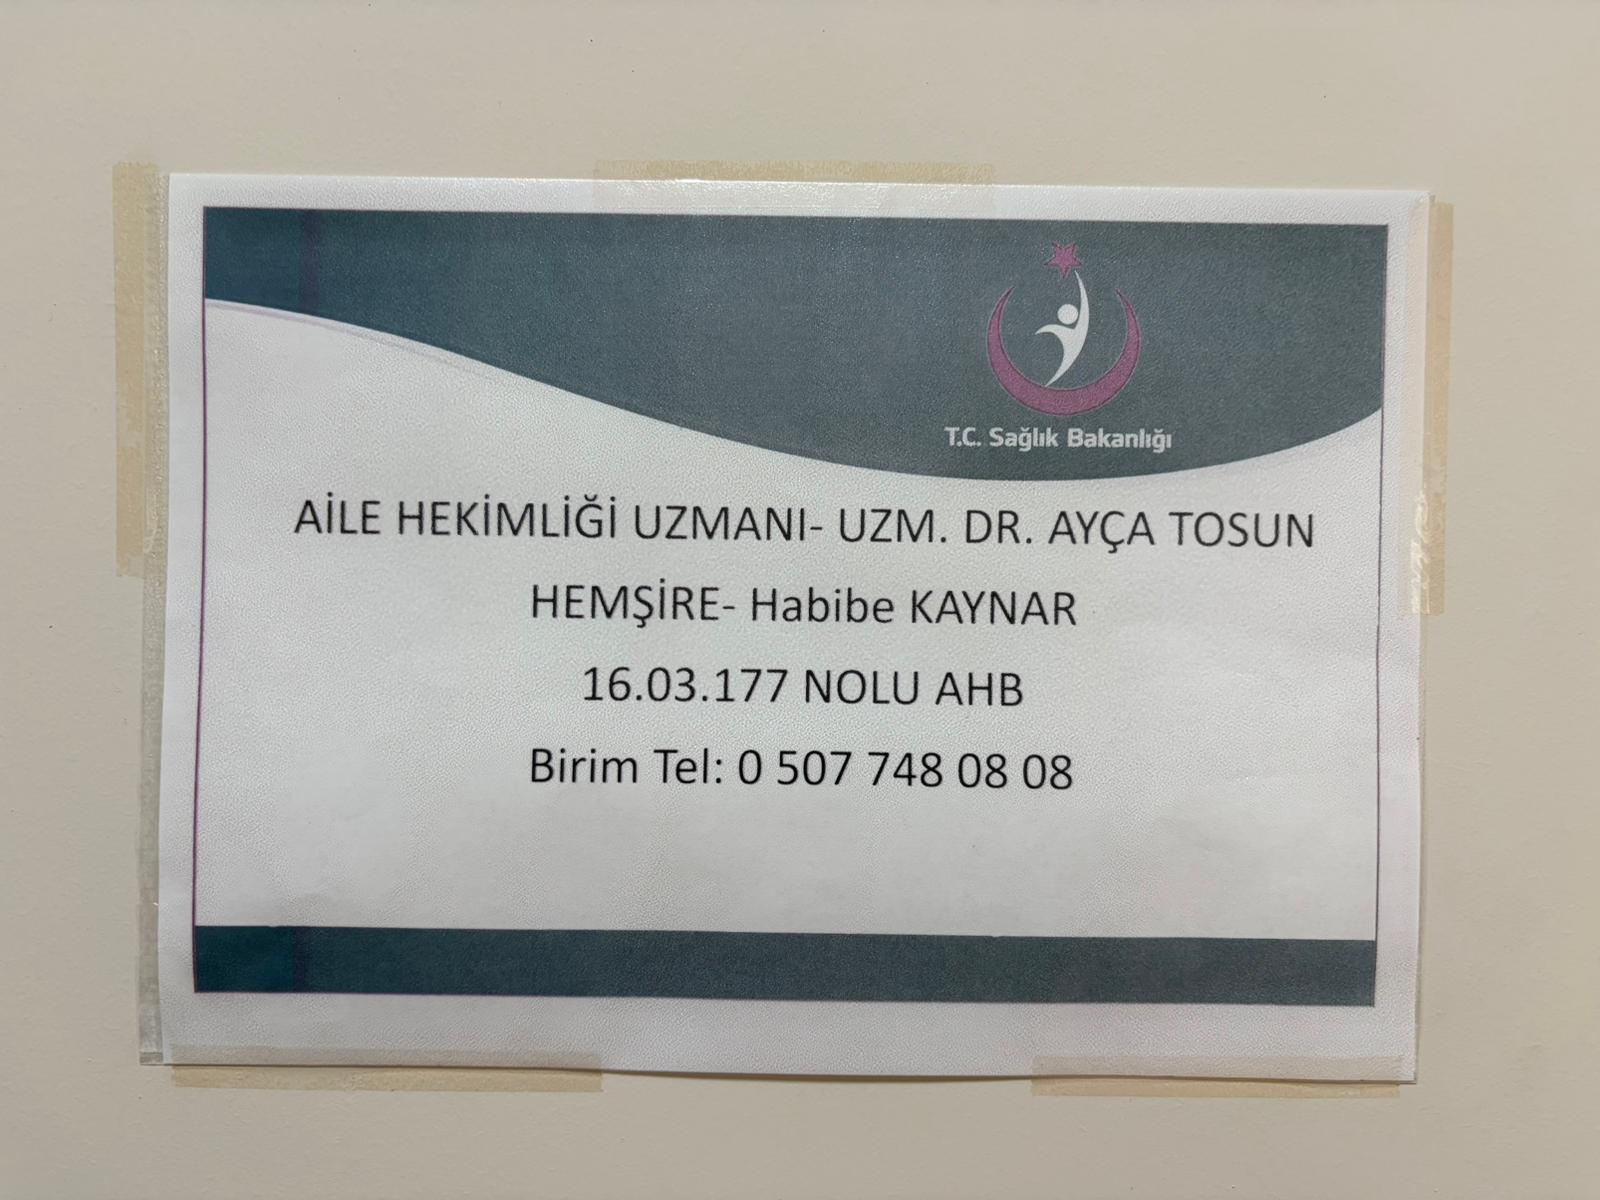 T.C. Sağlık Bakanlığı
AİLE HEKİMLİĞİ UZMANI- UZM. DR. AYÇA TOSUN
HEMŞİRE- Habibe KAYNAR
16.03.177 NOLU AHB
Birim Tel: 0 507 748 08 08